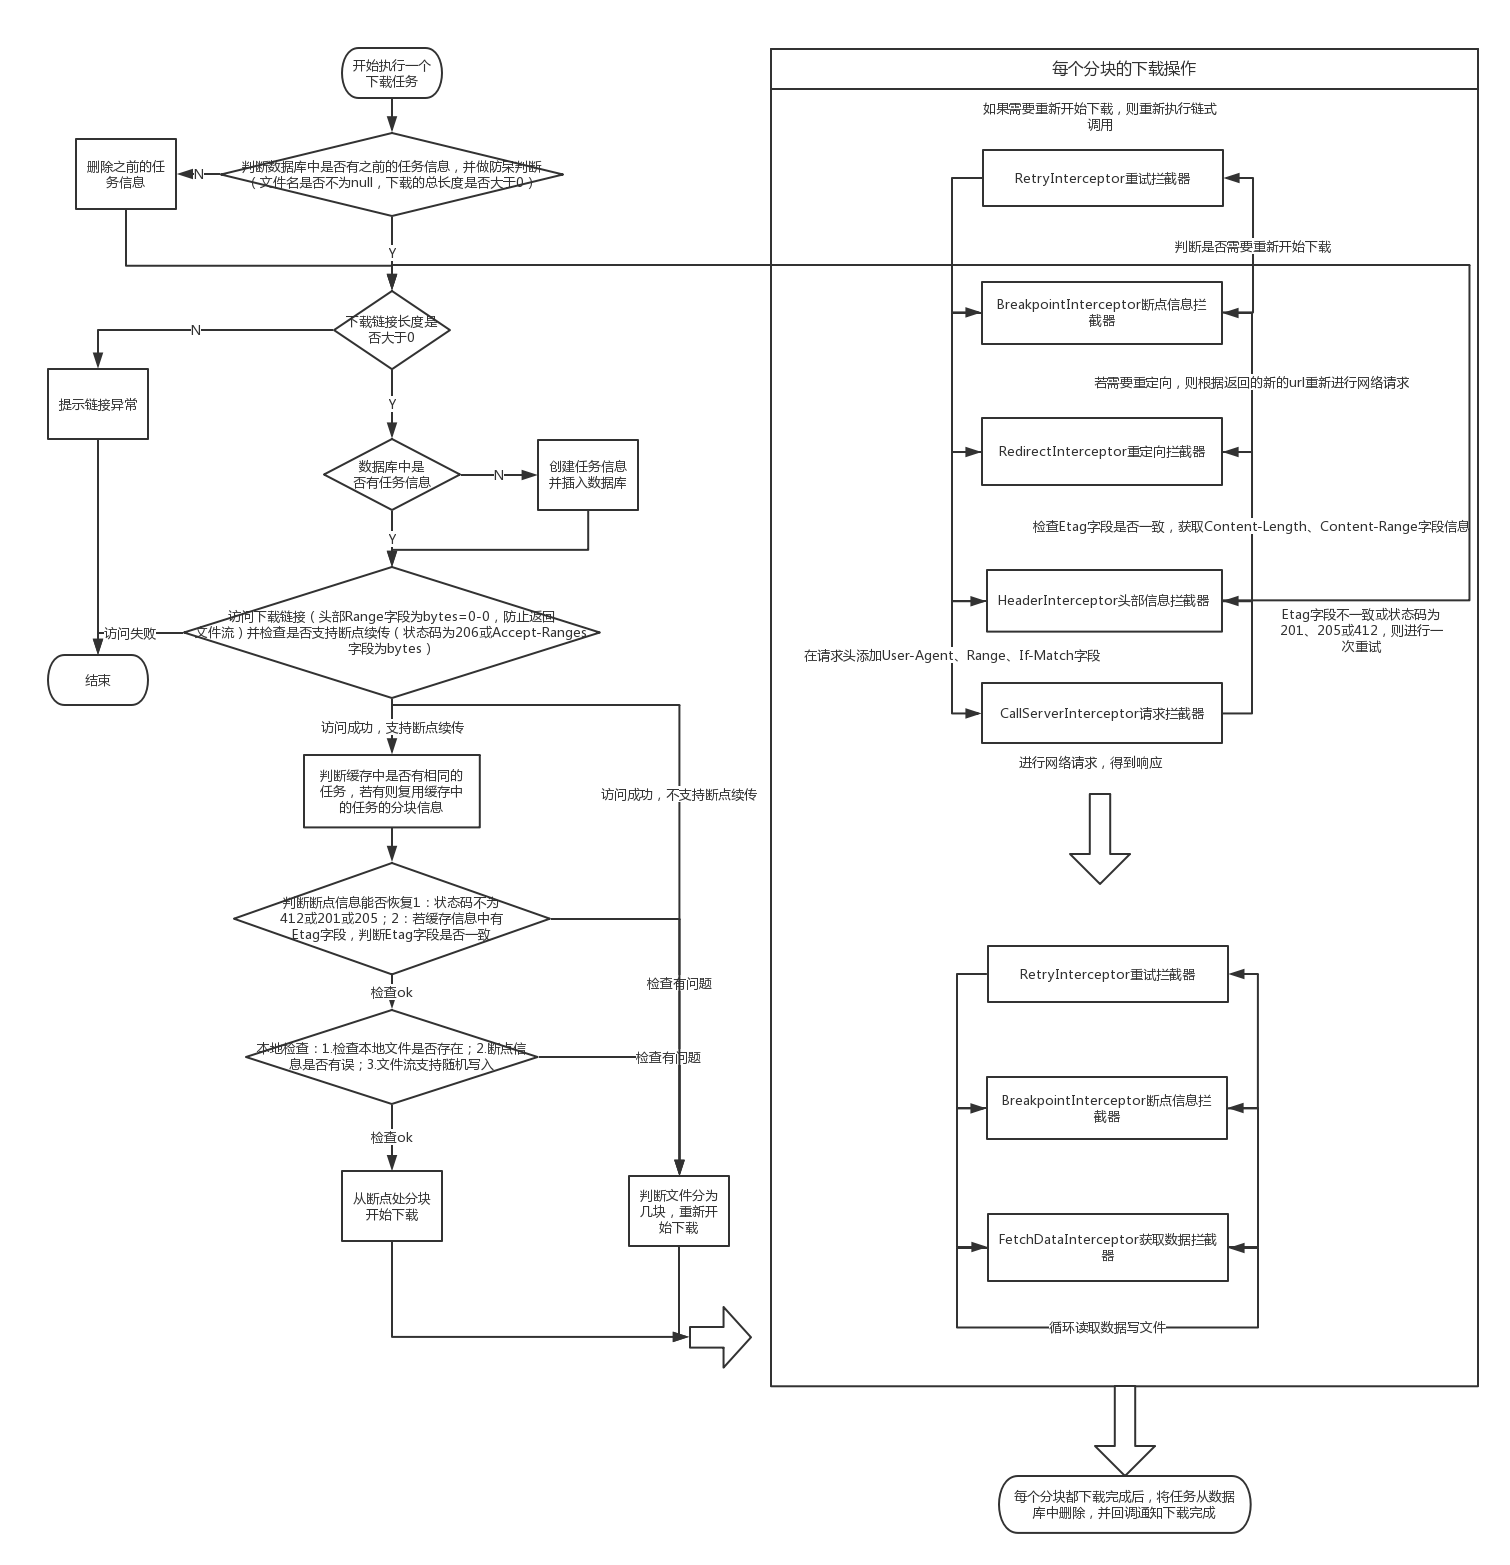 开始执行一个
下载任务
判断数据库中是否有之前的任务信息，并做防呆判断
（文件名是否不为null，下载的总长度是否大于0）
N
删除之前的任
务信息
Y
下载链接长度是
否大于0
N
提示链接异常
Y
数据库中是
否有任务信息
N
创建任务信息
并插入数据库
Y
访问下载链接（头部Range字段为bytes=0-0，防止返回
文件流）并检查是否支持断点续传（状态码为206或Accept-Ranges
字段为bytes）
访问失败
结束
访问成功，支持断点续传
判断缓存中是否有相同的
任务，若有则复用缓存中
的任务的分块信息
访问成功，不支持断点续传
判断断点信息能否恢复1：状态码不为
412或201或205；2：若缓存信息中有
Etag字段，判断Etag字段是否一致
检查有问题
检查ok
本地检查：1.检查本地文件是否存在；2.断点信
息是否有误；3.文件流支持随机写入
检查有问题
检查ok
从断点处分块
开始下载
判断文件分为
几块，重新开
始下载
每个分块的下载操作
如果需要重新开始下载，则重新执行链式
调用
RetryInterceptor重试拦截器
判断是否需要重新开始下载
BreakpointInterceptor断点信息拦
截器
若需要重定向，则根据返回的新的url重新进行网络请求
RedirectInterceptor重定向拦截器
检查Etag字段是否一致，获取Content-Length、Content-Range字段信息
HeaderInterceptor头部信息拦截器
Etag字段不一致或状态码为
201、205或412，则进行一
次重试
在请求头添加User-Agent、Range、If-Match字段
CallServerInterceptor请求拦截器
进行网络请求，得到响应
RetryInterceptor重试拦截器
BreakpointInterceptor断点信息拦
截器
FetchDataInterceptor获取数据拦截
器
循环读取数据写文件
每个分块都下载完成后，将任务从数据
库中删除，并回调通知下载完成